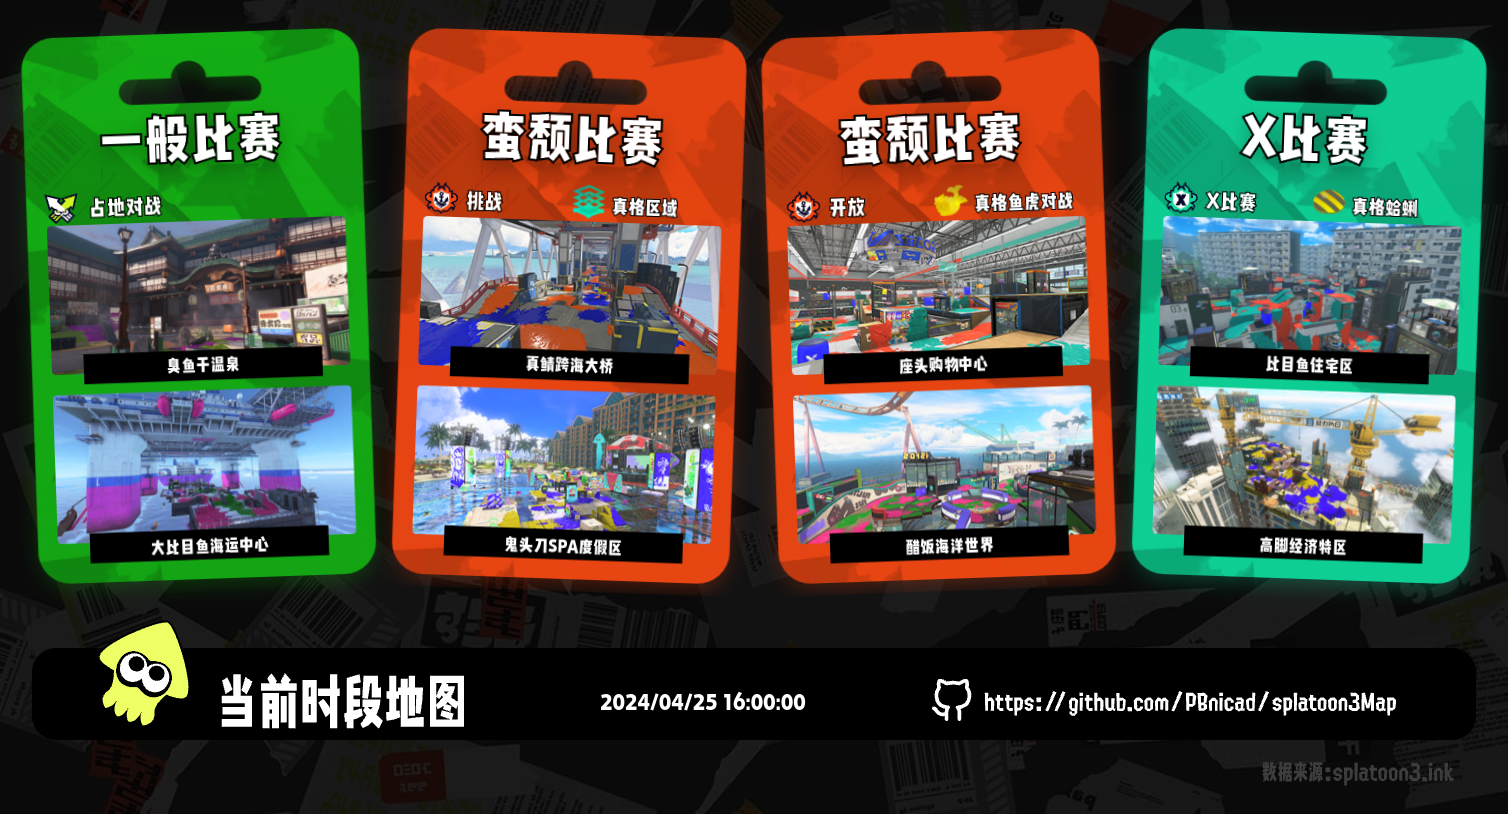 一般比赛
占地对战
臭鱼干温泉
大比目鱼海运中心
蛮颓比赛
挑战
真格区域
真鲭跨海大桥
鬼头刀SPA度假区
蛮颓比赛
开放
真格鱼虎对战
座头购物中心
醋饭海洋世界
X比赛
X比赛
真格蛤蜊
比目鱼住宅区
高脚经济特区
当前时段地图
2024/04/25 16:00:00
https://github.com/PBnicad/splatoon3Map
数据来源:splatoon3.ink